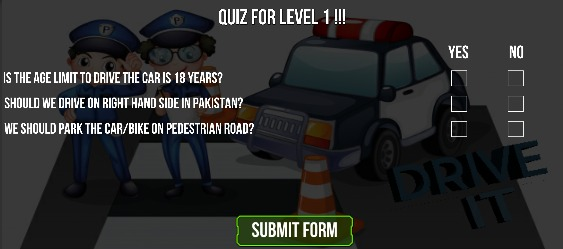 QUIZ FOR LEVEL 1 !!!
YES NO
IS THE AGE LIMIT TO DRIVE THE CAR IS 18 YEARS?
SHOULD WE DRIVE ON RIGHT HAND SIDE IN PAKISTAN?
WE SHOULD PARK THE CAR/BIKE ON PEDESTRIAN ROAD?
DRIVE
IT
SUBMIT FORM
P
P